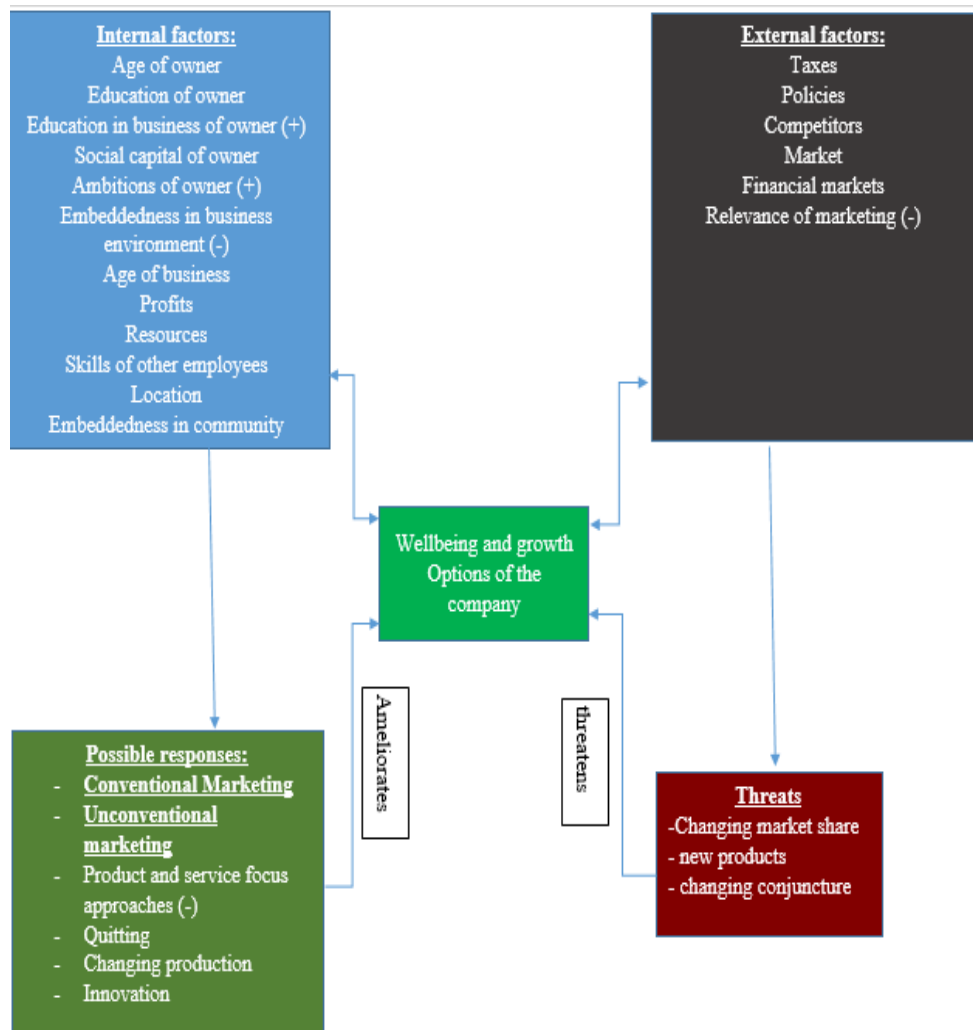 Internal factors:
Age of owner
Education of owner
Education in business of owner (+)
Social capital of owner
Ambitions of owner (+)
Embeddedness in business
environment (-)
Age of business
Profits
Resources
Skills of other employees
Location
Embeddedness in community
External factors:
Taxes
Policies
Competitors
Market
Financial markets
Relevance of marketing (-)
Wellbeing and growth
Options of the
company
Ameliorates
threatens
Possible responses:
- Conventional Marketing
- Unconventional
marketing
- Product and service focus
approaches (-)
- Quitting
- Changing production
- Innovation
Threats
-Changing market share
- new products
- changing conjuncture